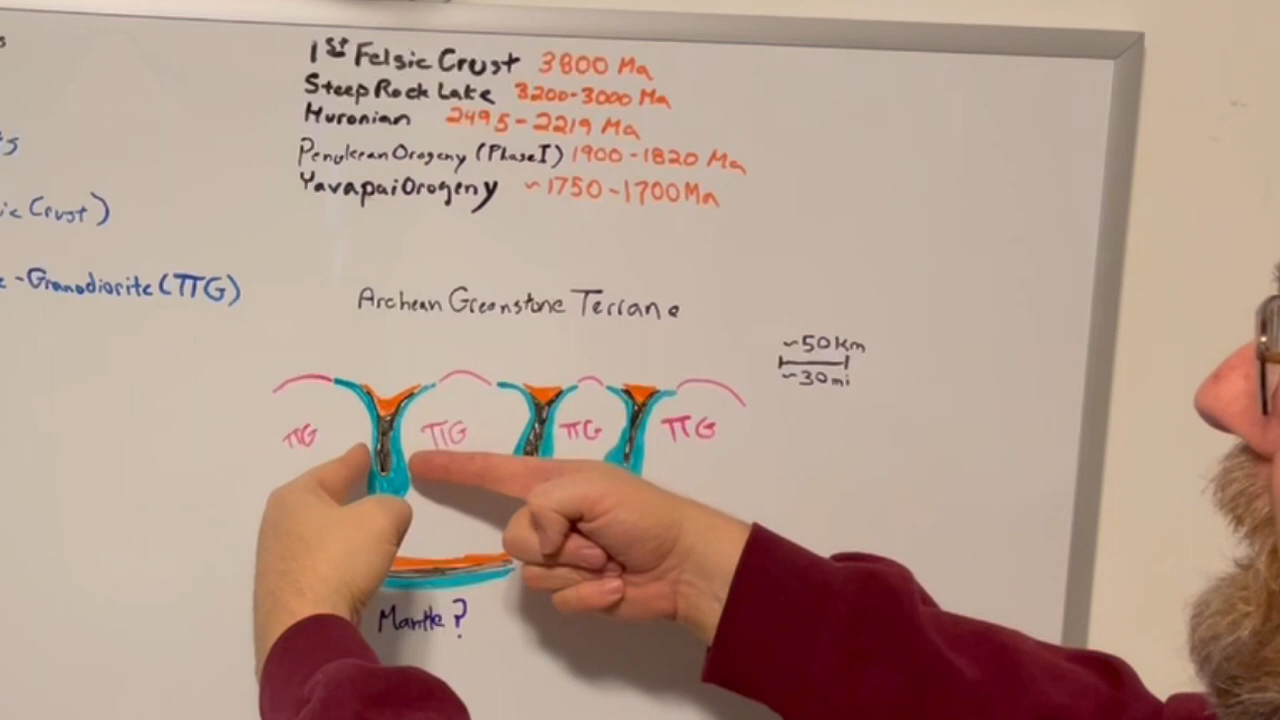 s
1st Felsic Crust 3800 Ma
Steep Rock Lake 3200-3000 Ma
Huronian 2495-2219 Ma
Penokean Orogeny (Phase I) 1900-1820 Ma
Yavapai Orogeny ~1750-1700 Ma
ic Crust)
e-Granodiorite (TTG)
Archean Greenstone Terrane
~50 km
~30 mi
TTG TTG TTG TTG
Mantle?